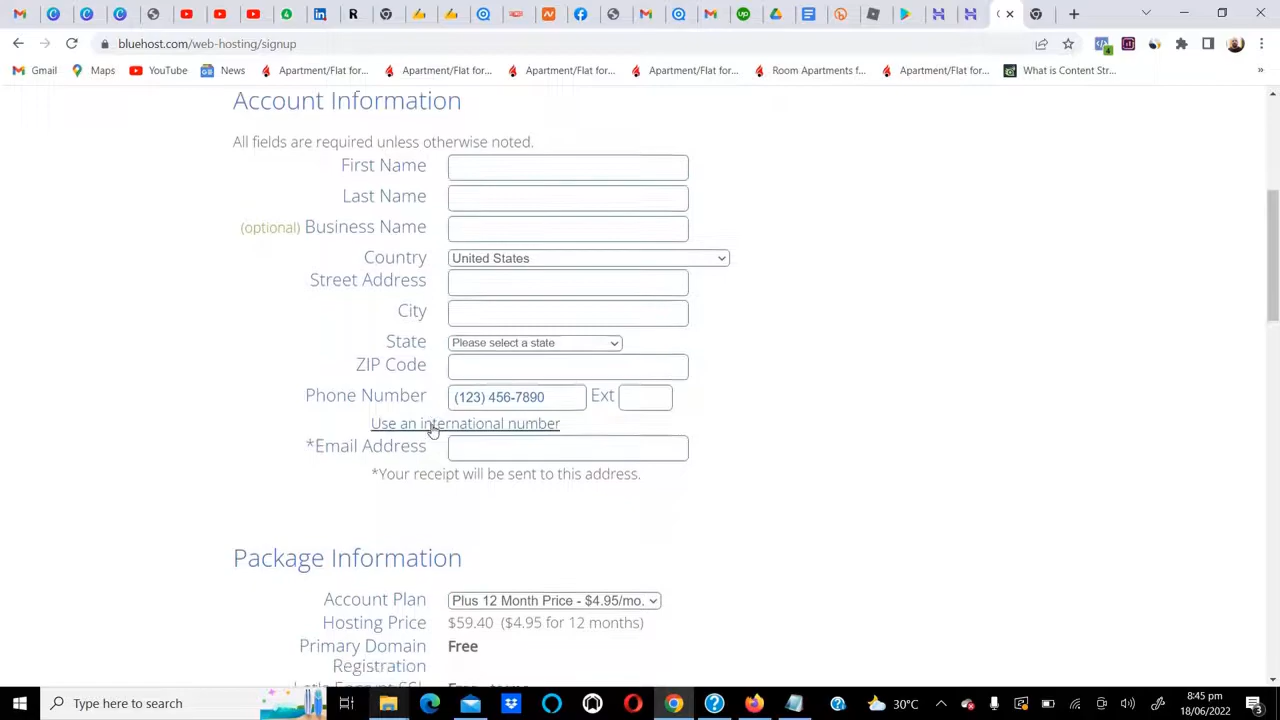 bluehost.com/web-hosting/signup
4
Gmail
Maps
YouTube
News
Apartment/Flat for...
Apartment/Flat for...
Apartment/Flat for...
Apartment/Flat for...
Room Apartments f...
Apartment/Flat for...
What is Content Str...
»
Account Information
All fields are required unless otherwise noted.
First Name
Last Name
(optional) Business Name
Country United States
Street Address
City
State Please select a state
ZIP Code
Phone Number (123) 456-7890 Ext
Use an international number
*Email Address
*Your receipt will be sent to this address.
Package Information
Account Plan Plus 12 Month Price - $4.95/mo.
Hosting Price $59.40 ($4.95 for 12 months)
Primary Domain Free
Registration
Type here to search
30°C
8:45 pm
18/06/2022
3